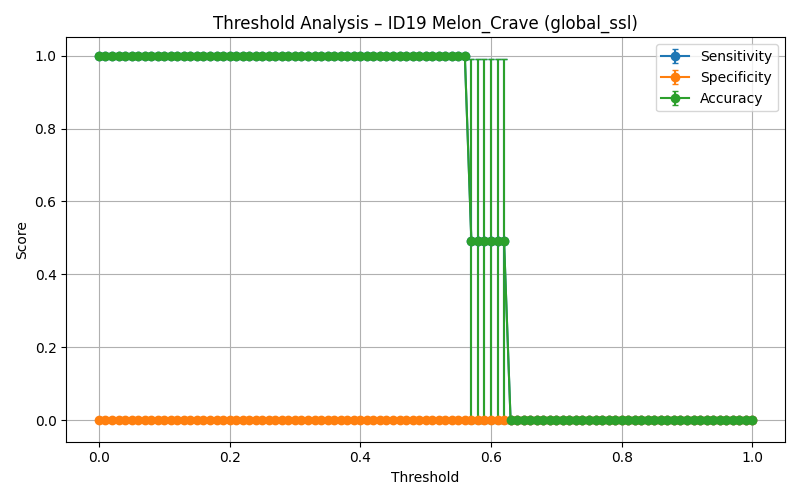 Threshold Analysis – ID19 Melon_Crave (global_ssl)
Sensitivity
Specificity
Accuracy
Score
1.0
0.8
0.6
0.4
0.2
0.0
0.0 0.2 0.4 0.6 0.8 1.0
Threshold